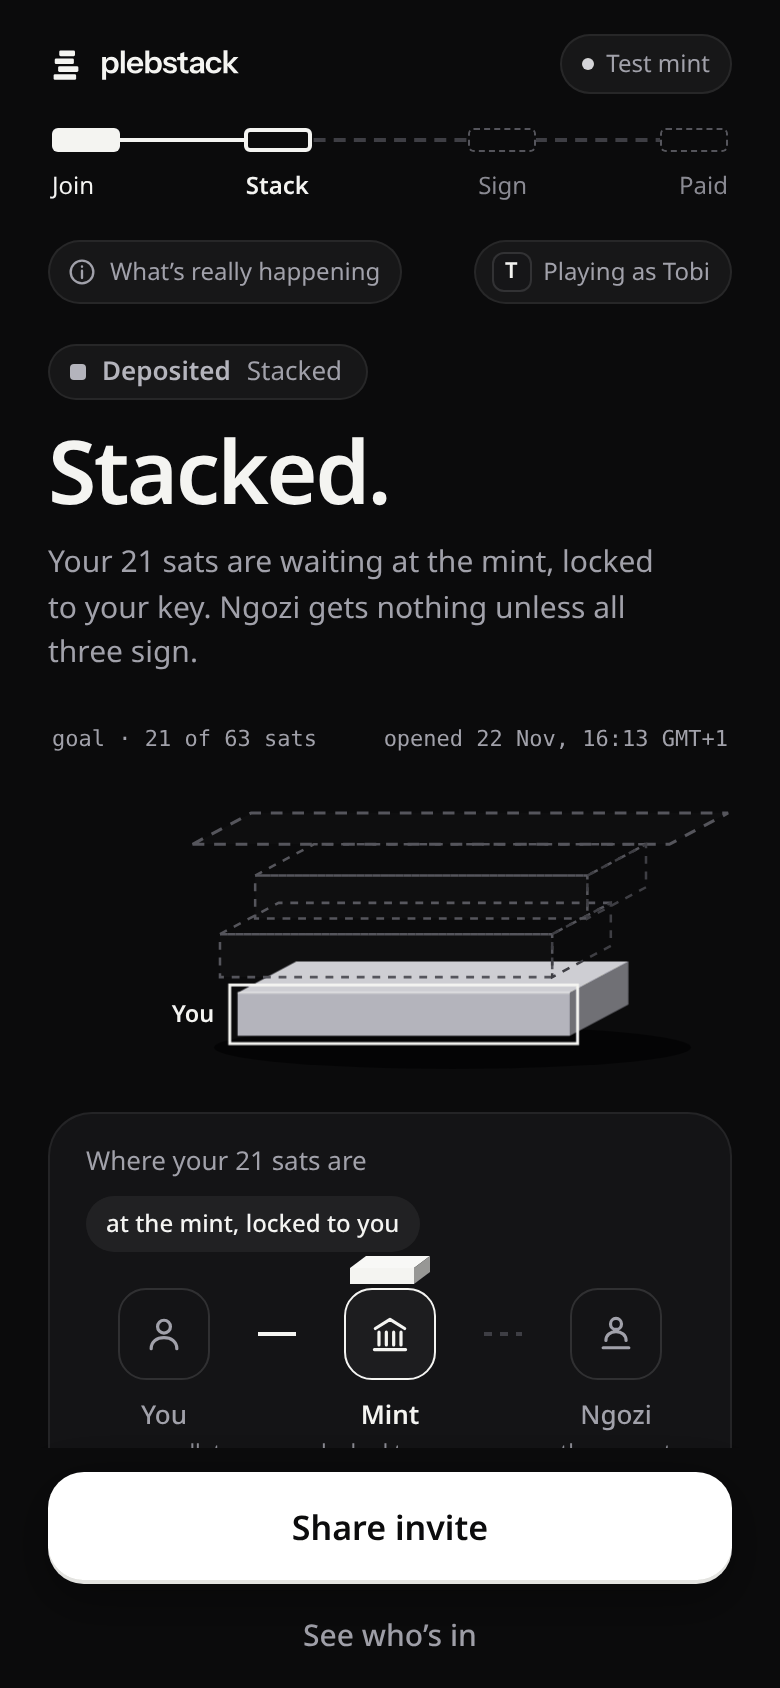 plebstack
Test mint
Join
Stack
Sign
Paid
What's really happening
T
Playing as Tobi
Deposited Stacked
Stacked.
Your 21 sats are waiting at the mint, locked
to your key. Ngozi gets nothing unless all
three sign.
goal · 21 of 63 sats
opened 22 Nov, 16:13 GMT+1
You
Where your 21 sats are
at the mint, locked to you
You
Mint
Ngozi
Share invite
See who's in